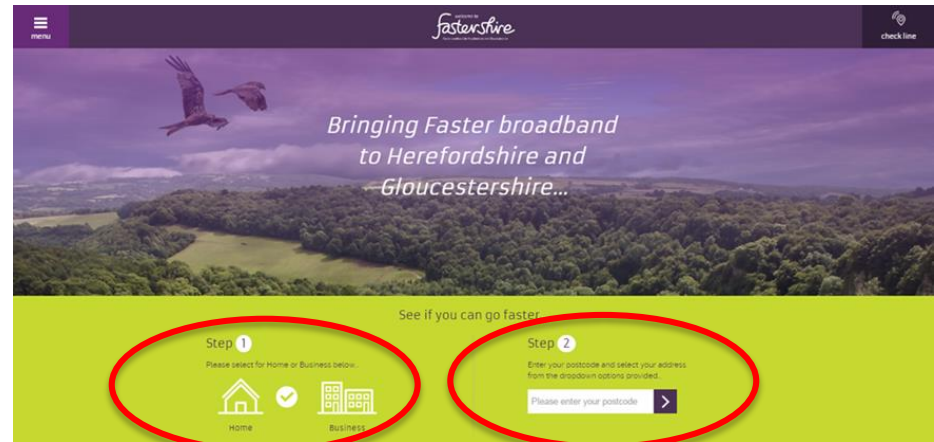 menu
fastershire
check line
Bringing Faster broadband
to Herefordshire and
Gloucestershire...
See if you can go faster...
Step 1
Please select for Home or Business below..
Home
Business
Step 2
Enter your postcode and select your address
from the dropdown options provided..
Please enter your postcode